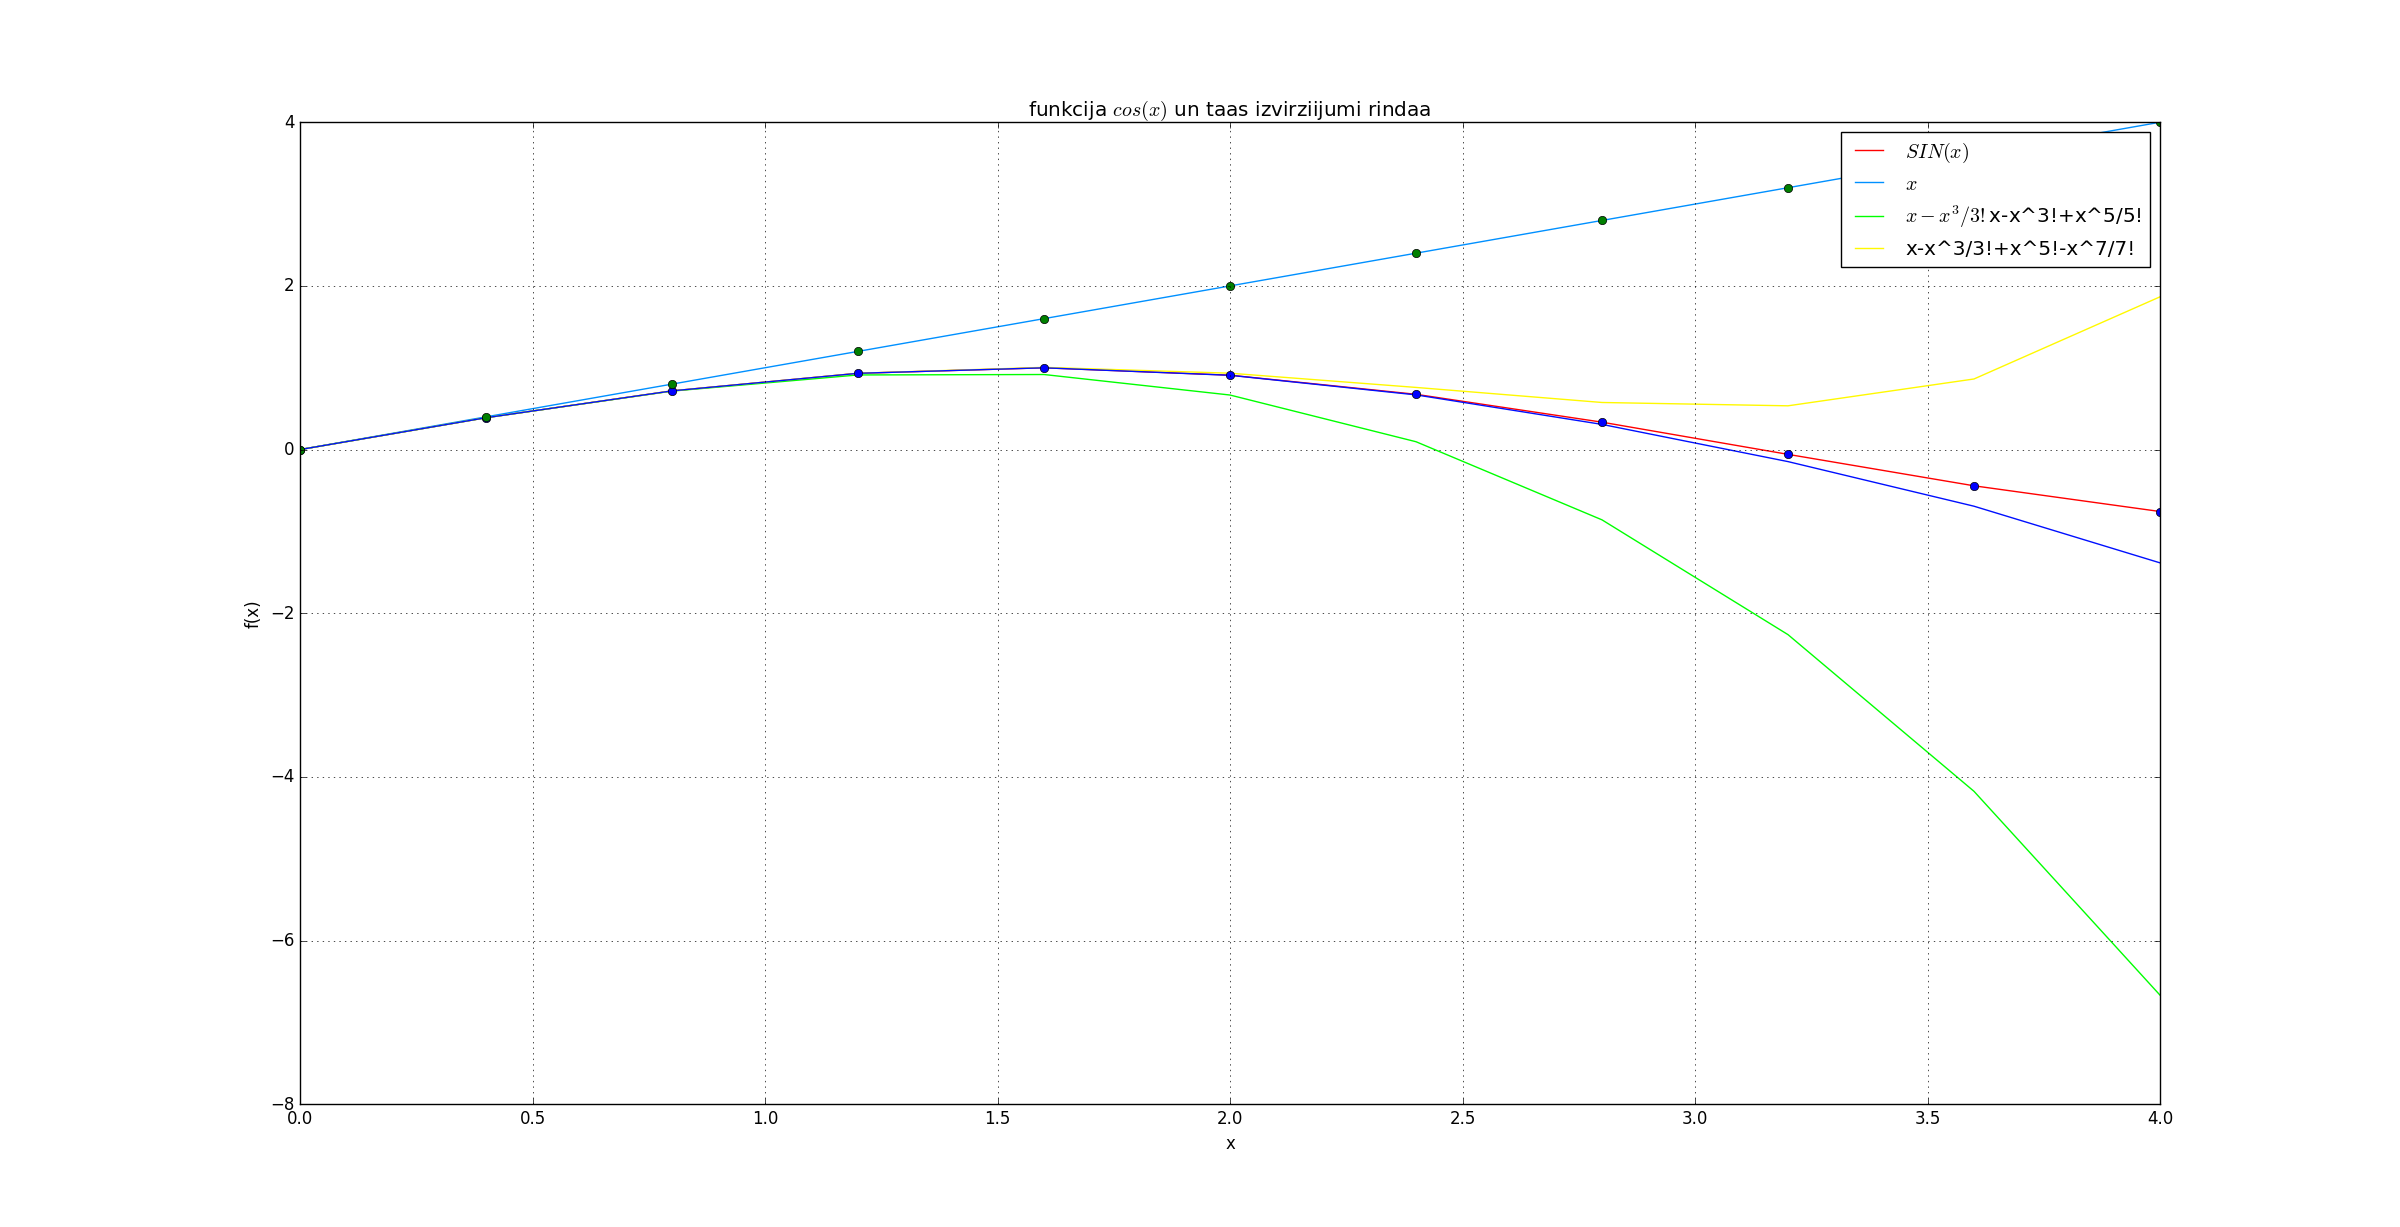 funkcija cos(x) un taas izvirziijumi rindaa
SIN(x)
x
x − x³/3! x-x^3!+x^5/5!
x-x^3/3!+x^5!-x^7/7!
4
2
0
−2
−4
−6
−8
f(x)
0.0 0.5 1.0 1.5 2.0 2.5 3.0 3.5 4.0
x